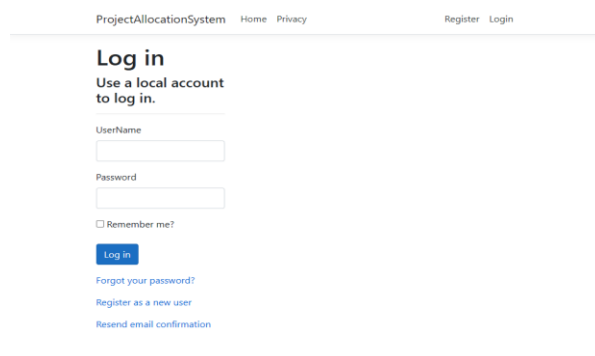 ProjectAllocationSystem Home Privacy Register Login
Log in
Use a local account
to log in.
UserName
Password
Remember me?
Log in
Forgot your password?
Register as a new user
Resend email confirmation